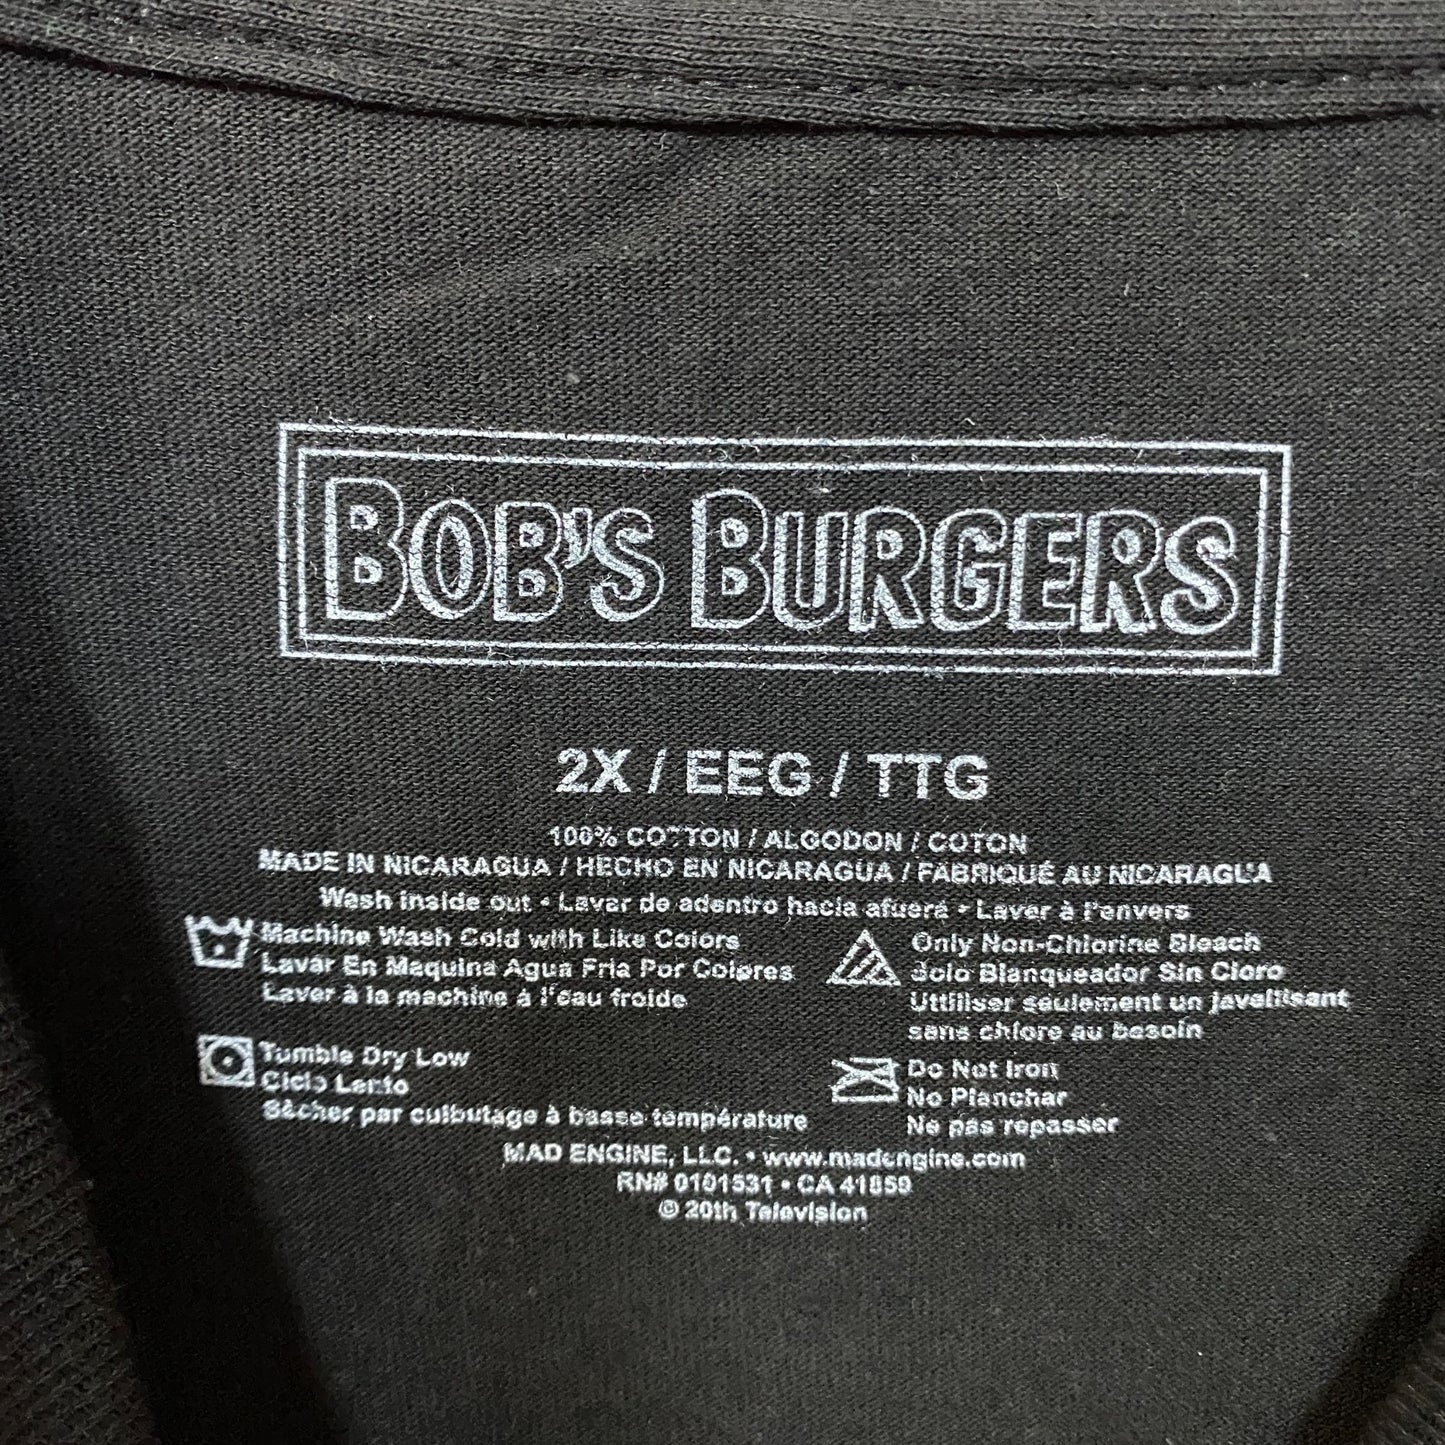 BOB'S BURGERS
2X / EEG / TTG
100% COTTON / ALGODON / COTON
MADE IN NICARAGUA / HECHO EN NICARAGUA / FABRIQUÉ AU NICARAGUA
Wash inside out • Lavar de adentro hacia afuera • Laver à l'envers
Machine Wash Cold with Like Colors
Lavar En Maquina Agua Fria Por Colores
Laver à la machine à l'eau froide
Only Non-Chlorine Bleach
Solo Blanqueador Sin Cloro
Uttiliser seulement un javellisant
sans chlore au besoin
Tumble Dry Low
Ciclo Lento
Sécher par culbutage à basse température
Do Not Iron
No Planchar
Ne pas repasser
MAD ENGINE, LLC. • www.madengine.com
RN# 0101531 • CA 41859
© 20th Television